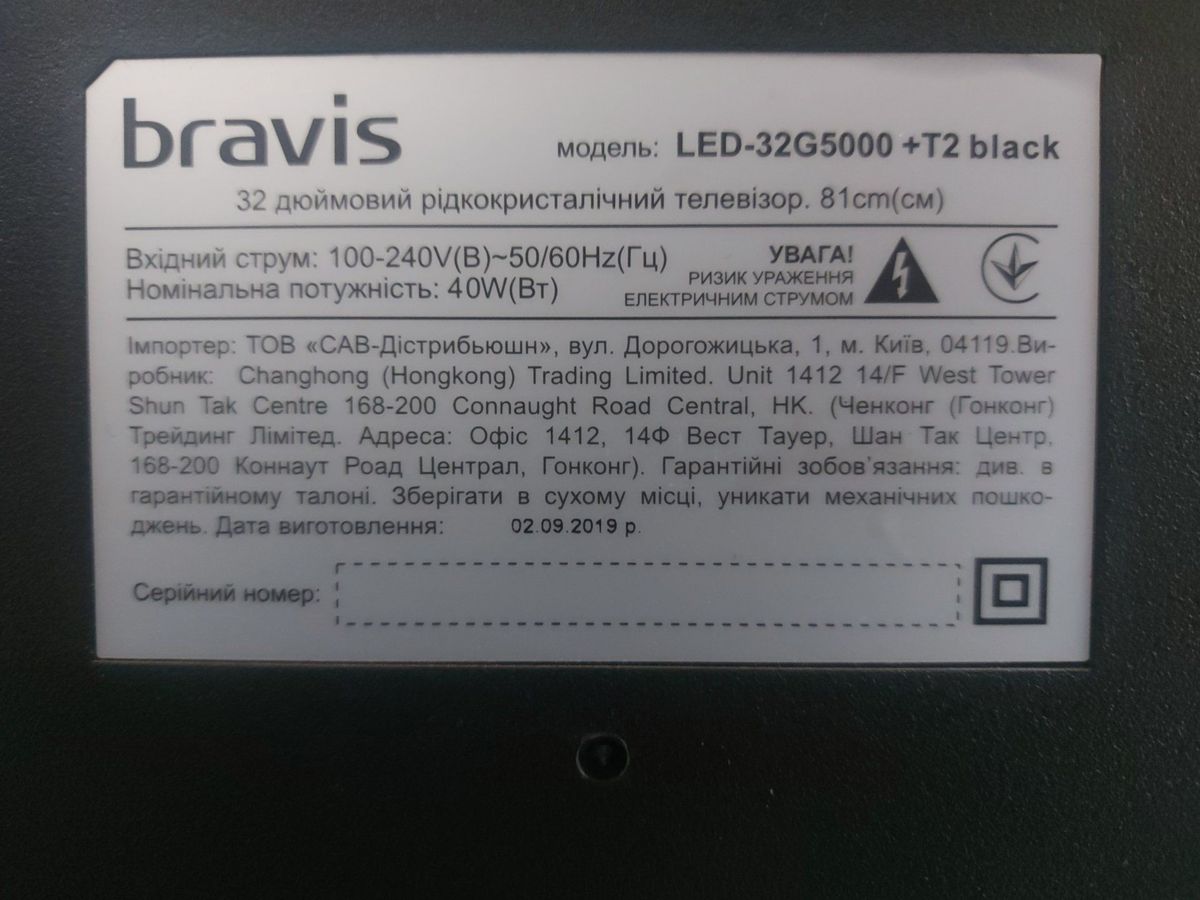 bravis
модель: LED-32G5000 +T2 black
32 дюймовий рідкокристалічний телевізор. 81cm(см)
Вхідний струм: 100-240V(В)~50/60Hz(Гц)
Номінальна потужність: 40W(Вт)
УВАГА!
РИЗИК УРАЖЕННЯ
ЕЛЕКТРИЧНИМ СТРУМОМ
Імпортер: ТОВ «САВ-Дістрибьюшн», вул. Дорогожицька, 1, м. Київ, 04119.Ви-
робник: Changhong (Hongkong) Trading Limited. Unit 1412 14/F West Tower
Shun Tak Centre 168-200 Connaught Road Central, HK. (Ченконг (Гонконг)
Трейдинг Лімітед. Адреса: Офіс 1412, 14Ф Вест Тауер, Шан Так Центр,
168-200 Коннаут Роад Централ, Гонконг). Гарантійні зобов'язання: див. в
гарантійному талоні. Зберігати в сухому місці, уникати механічних пошко-
джень. Дата виготовлення: 02.09.2019 р.
Серійний номер: